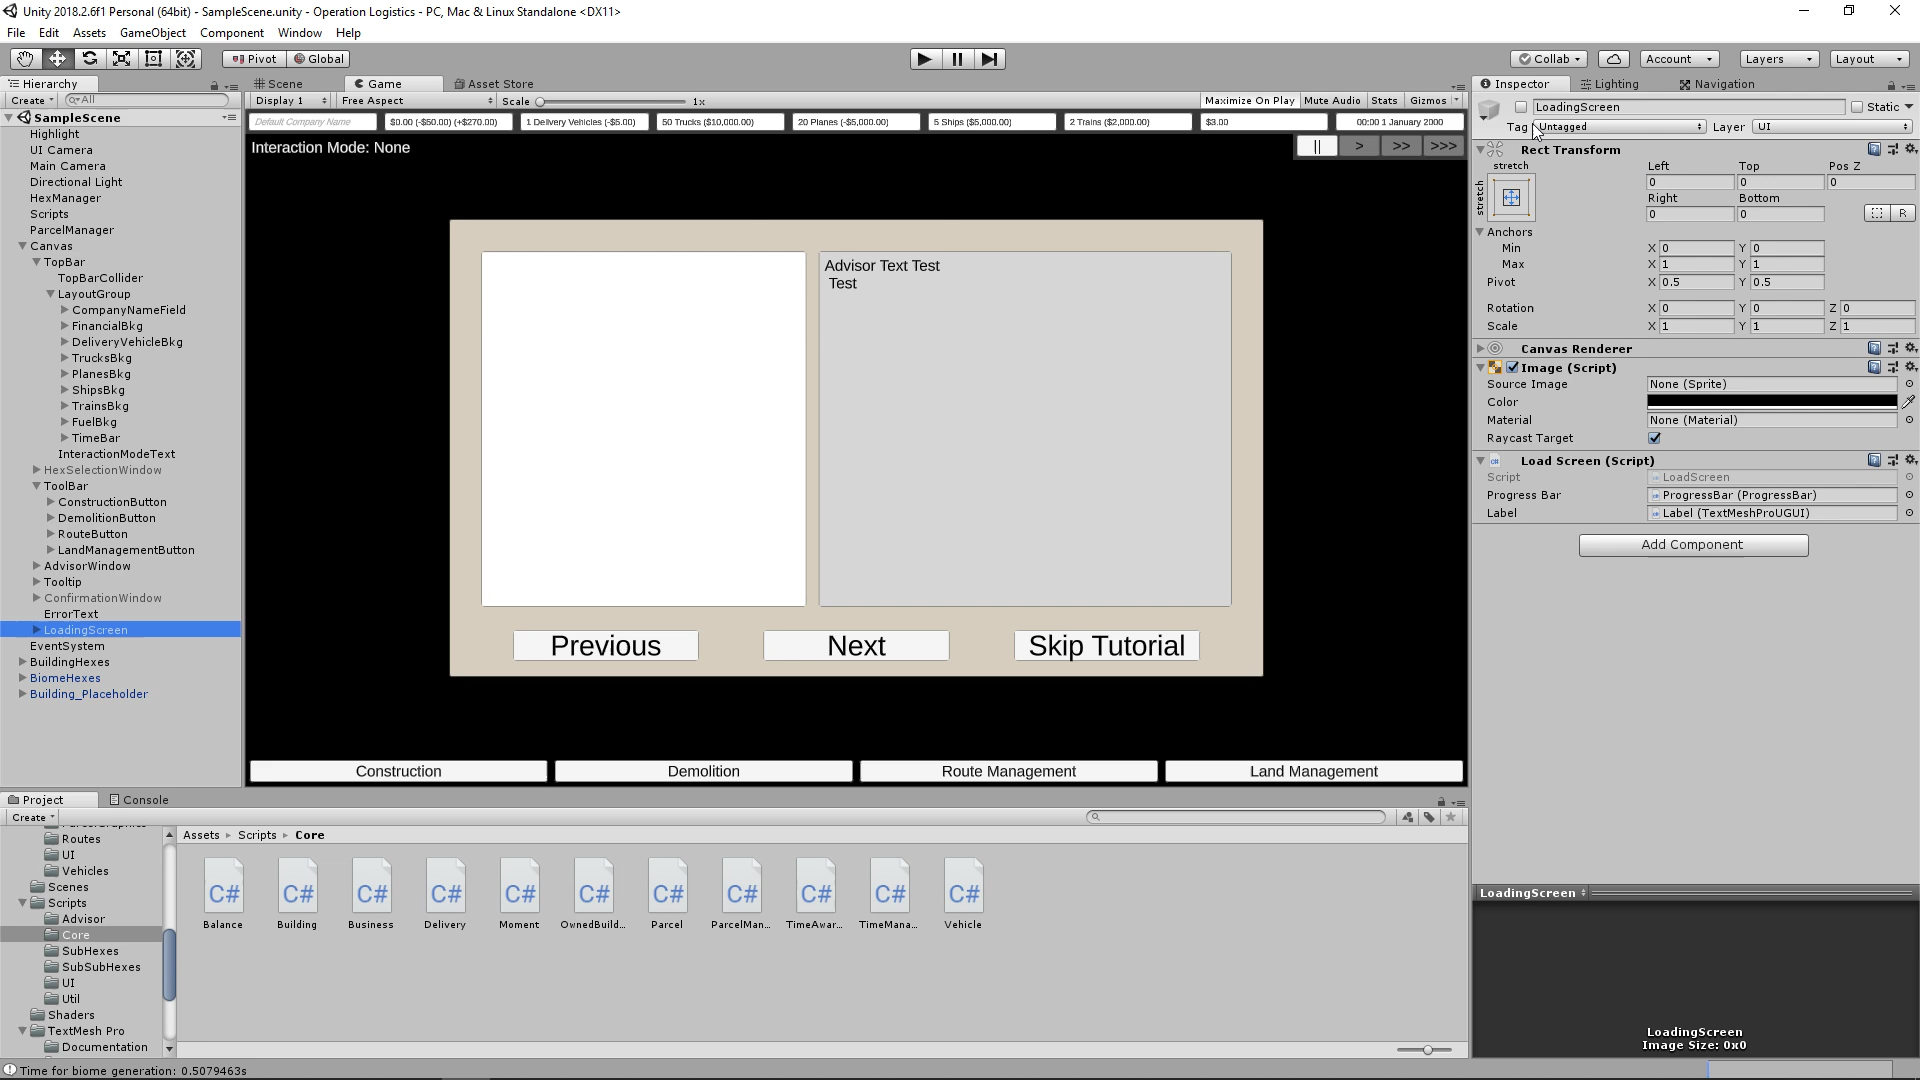 Unity 2018.2.6f1 Personal (64bit) - SampleScene.unity - Operation Logistics - PC, Mac & Linux Standalone <DX11>
File Edit Assets GameObject Component Window Help
Pivot Global Collab Account Layers Layout
Hierarchy
Create All
SampleScene
Highlight
UI Camera
Main Camera
Directional Light
HexManager
Scripts
ParcelManager
Canvas
TopBar
TopBarCollider
LayoutGroup
CompanyNameField
FinancialBkg
DeliveryVehicleBkg
TrucksBkg
PlanesBkg
ShipsBkg
TrainsBkg
FuelBkg
TimeBar
InteractionModeText
HexSelectionWindow
ToolBar
ConstructionButton
DemolitionButton
RouteButton
LandManagementButton
AdvisorWindow
Tooltip
ConfirmationWindow
ErrorText
LoadingScreen
EventSystem
BuildingHexes
BiomeHexes
Building_Placeholder
Scene Game Asset Store
Display 1 Free Aspect Scale 1x Maximize On Play Mute Audio Stats Gizmos
Default Company Name $0.00 (-$50.00) (+$270.00) 1 Delivery Vehicles (-$5.00) 50 Trucks ($10,000.00) 20 Planes (-$5,000.00) 5 Ships ($5,000.00) 2 Trains ($2,000.00) $3.00 00:00 1 January 2000
Interaction Mode: None || > >> >>>
Advisor Text Test
Test
Previous Next Skip Tutorial
Construction Demolition Route Management Land Management
Inspector Lighting Navigation
LoadingScreen Static
Tag Untagged Layer UI
Rect Transform
stretch Left Top Pos Z
stretch 0 0 0
Right Bottom
0 0 R
Anchors
Min X 0 Y 0
Max X 1 Y 1
Pivot X 0.5 Y 0.5
Rotation X 0 Y 0 Z 0
Scale X 1 Y 1 Z 1
Canvas Renderer
Image (Script)
Source Image None (Sprite)
Color
Material None (Material)
Raycast Target
Load Screen (Script)
Script LoadScreen
Progress Bar ProgressBar (ProgressBar)
Label Label (TextMeshProUGUI)
Add Component
LoadingScreen
LoadingScreen
Image Size: 0x0
Project Console
Create
Routes
UI
Vehicles
Scenes
Scripts
Advisor
Core
SubHexes
SubSubHexes
UI
Util
Shaders
TextMesh Pro
Documentation
Assets Scripts Core
C# C# C# C# C# C# C# C# C# C# C#
Balance Building Business Delivery Moment OwnedBuild... Parcel ParcelMan... TimeAwar... TimeMana... Vehicle
Time for biome generation: 0.5079463s